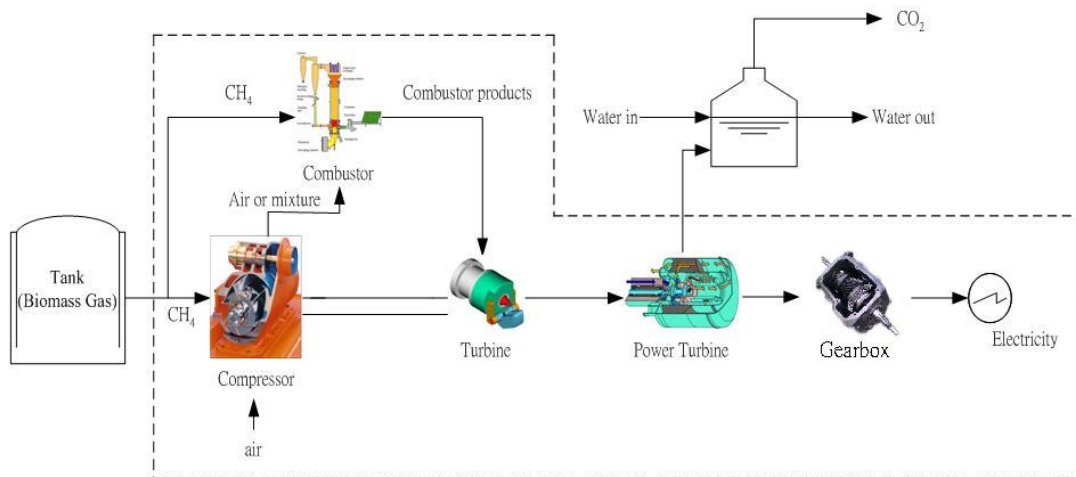 CO2
CH4
Combustor products
Water in
Water out
Combustor
Air or mixture
Tank
(Biomass Gas)
CH4
Turbine
Power Turbine
Gearbox
Electricity
Compressor
air